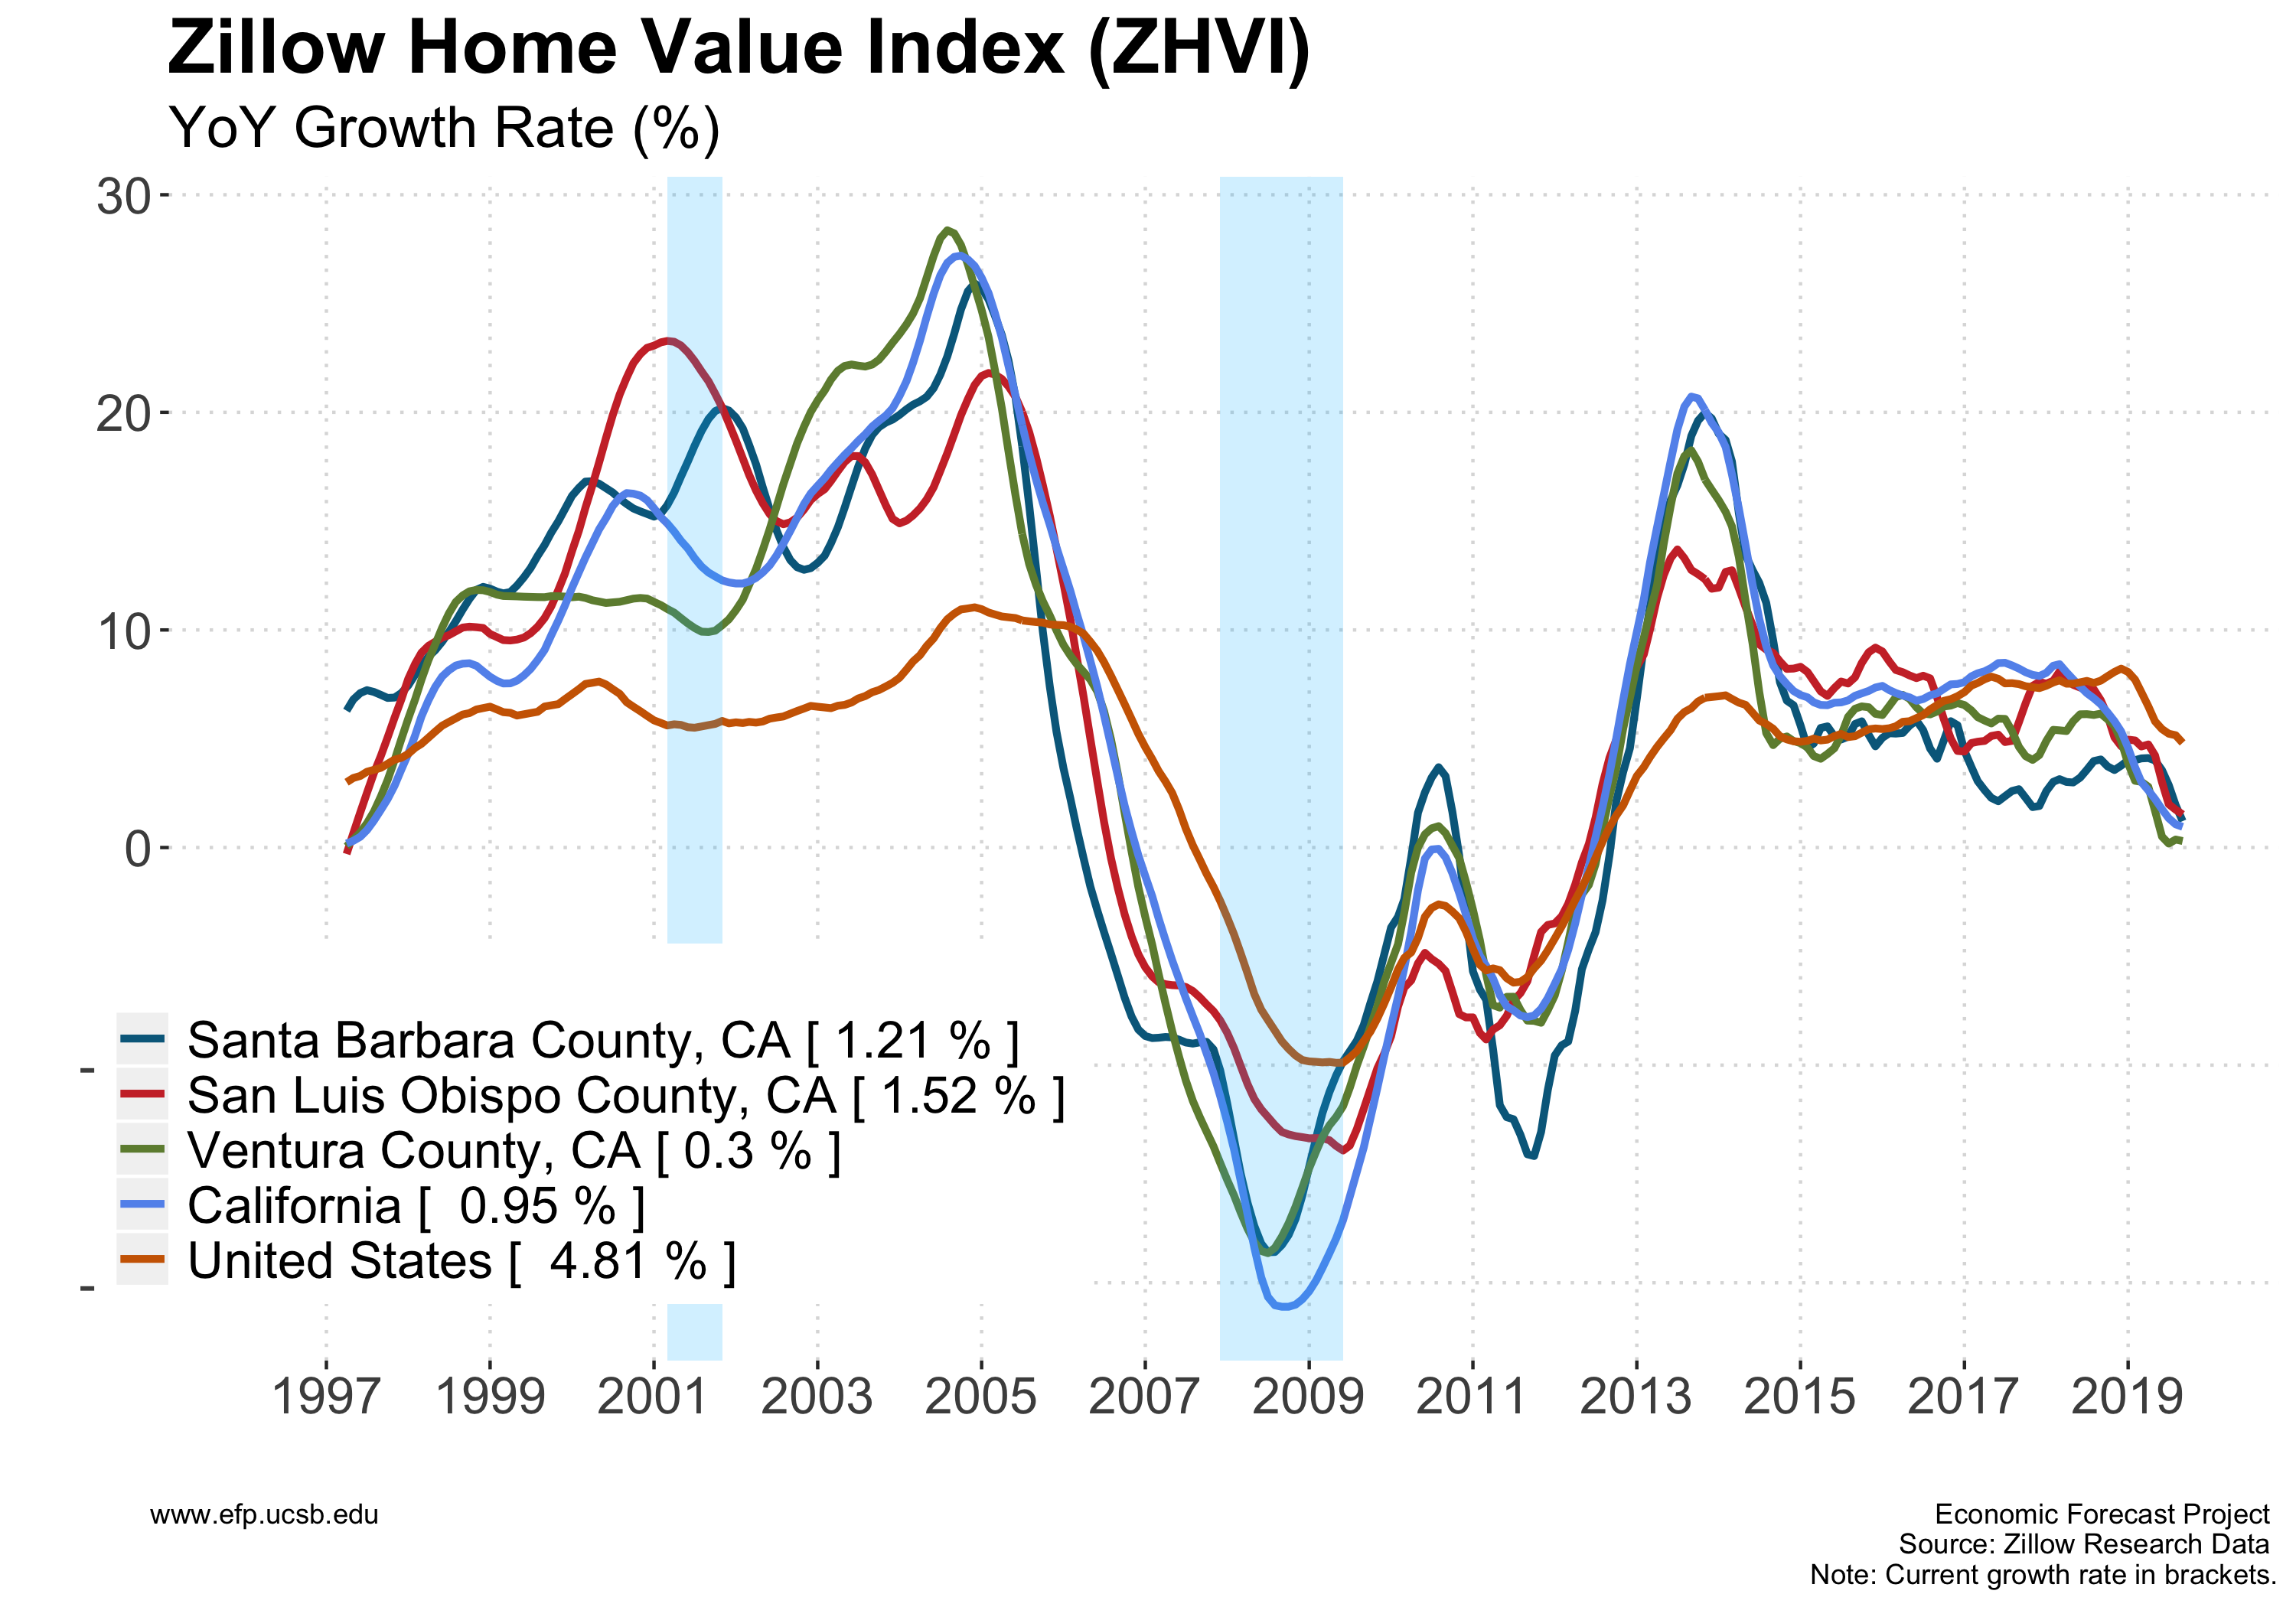 Zillow Home Value Index (ZHVI)
YoY Growth Rate (%)
30
20
10
0
-
-
Santa Barbara County, CA [ 1.21 % ]
San Luis Obispo County, CA [ 1.52 % ]
Ventura County, CA [ 0.3 % ]
California [  0.95 % ]
United States [  4.81 % ]
1997 1999 2001 2003 2005 2007 2009 2011 2013 2015 2017 2019
www.efp.ucsb.edu
Economic Forecast Project
Source: Zillow Research Data
Note: Current growth rate in brackets.